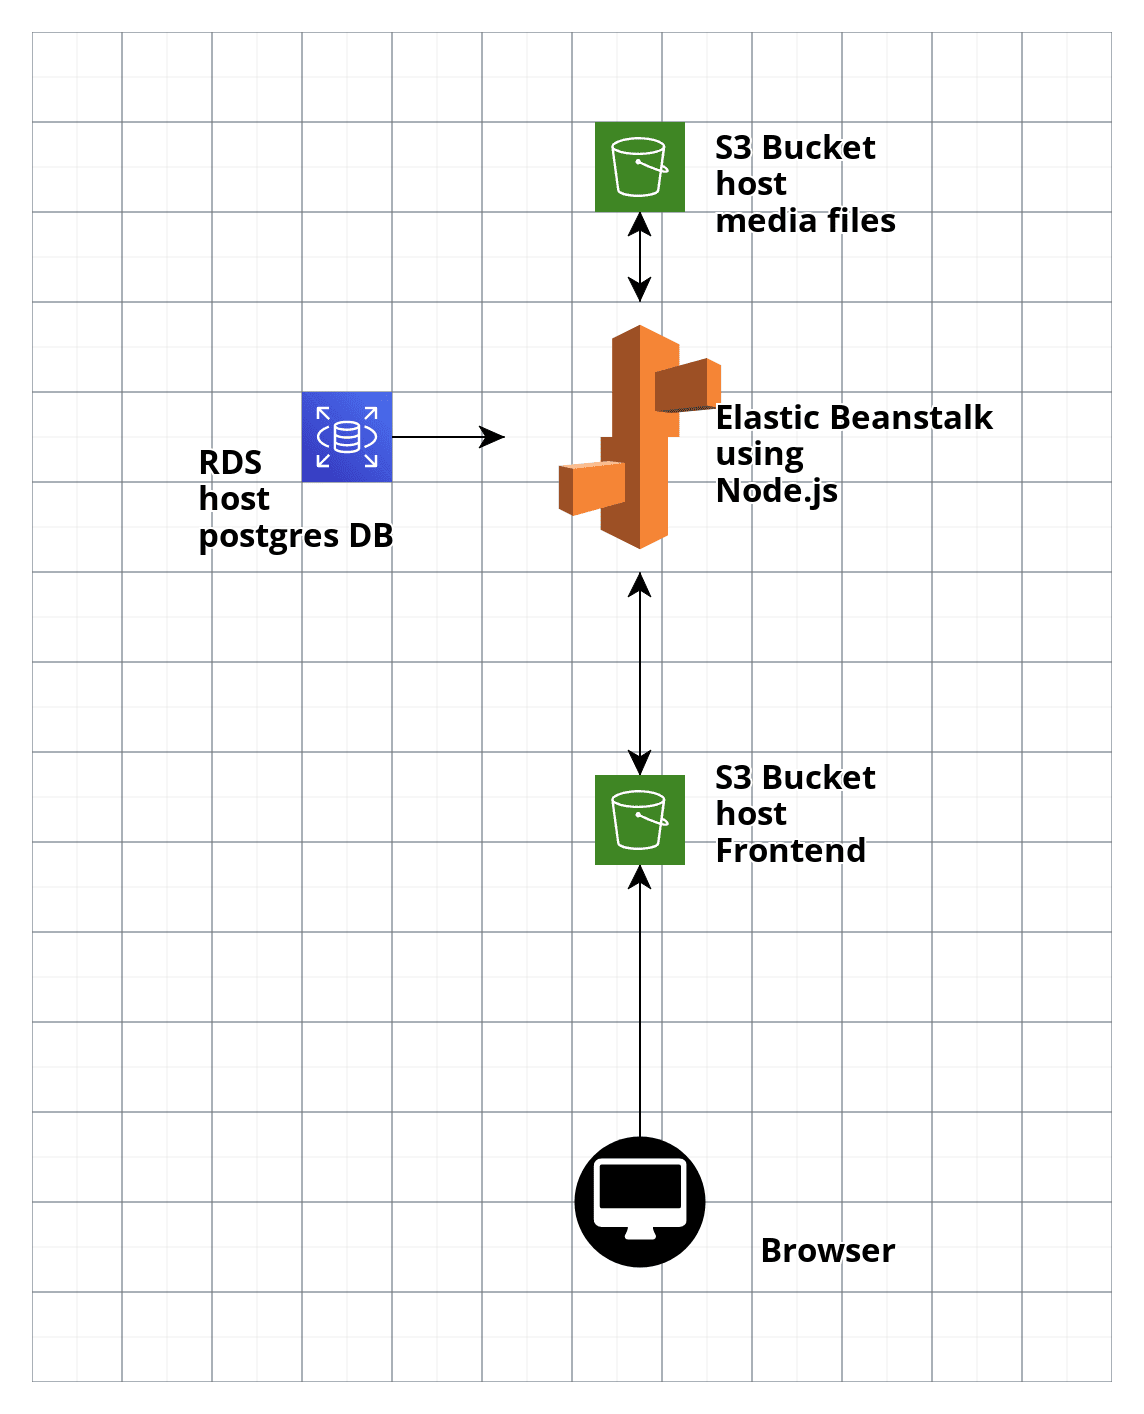 S3 Bucket
host
media files
Elastic Beanstalk
using
Node.js
RDS
host
postgres DB
S3 Bucket
host
Frontend
Browser